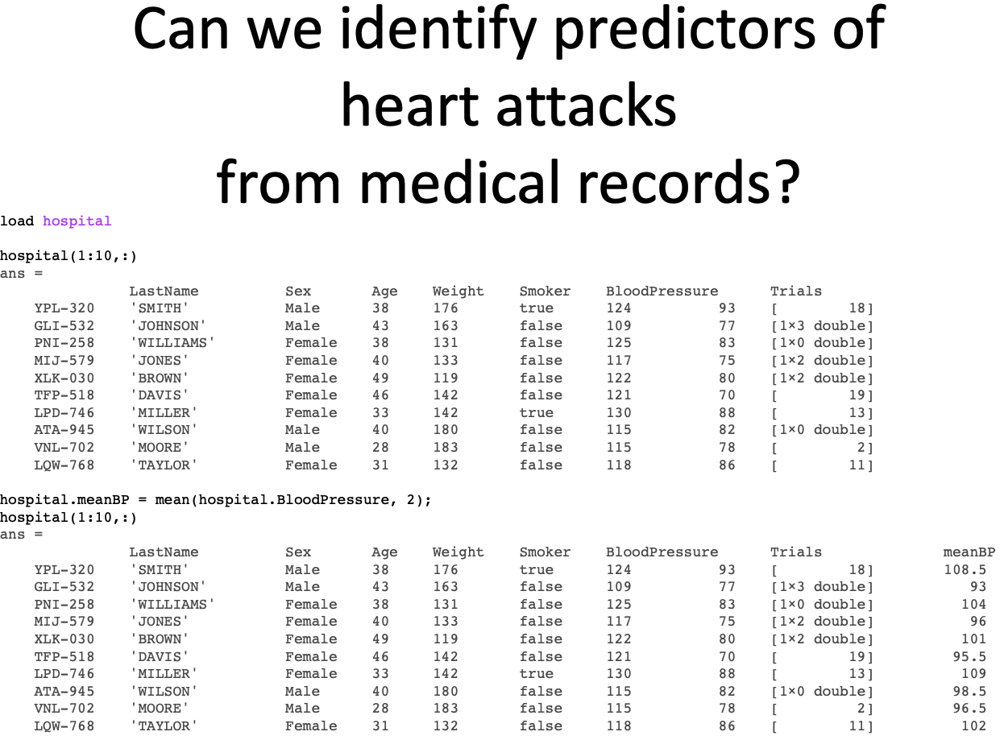 Can we identify predictors of
heart attacks
from medical records?
load hospital
hospital(1:10,:)
ans =
LastName Sex Age Weight Smoker BloodPressure Trials
YPL-320 'SMITH' Male 38 176 true 124 93 [ 18]
GLI-532 'JOHNSON' Male 43 163 false 109 77 [1×3 double]
PNI-258 'WILLIAMS' Female 38 131 false 125 83 [1×0 double]
MIJ-579 'JONES' Female 40 133 false 117 75 [1×2 double]
XLK-030 'BROWN' Female 49 119 false 122 80 [1×2 double]
TFP-518 'DAVIS' Female 46 142 false 121 70 [ 19]
LPD-746 'MILLER' Female 33 142 true 130 88 [ 13]
ATA-945 'WILSON' Male 40 180 false 115 82 [1×0 double]
VNL-702 'MOORE' Male 28 183 false 115 78 [ 2]
LQW-768 'TAYLOR' Female 31 132 false 118 86 [ 11]
hospital.meanBP = mean(hospital.BloodPressure, 2);
hospital(1:10,:)
ans =
LastName Sex Age Weight Smoker BloodPressure Trials meanBP
YPL-320 'SMITH' Male 38 176 true 124 93 [ 18] 108.5
GLI-532 'JOHNSON' Male 43 163 false 109 77 [1×3 double] 93
PNI-258 'WILLIAMS' Female 38 131 false 125 83 [1×0 double] 104
MIJ-579 'JONES' Female 40 133 false 117 75 [1×2 double] 96
XLK-030 'BROWN' Female 49 119 false 122 80 [1×2 double] 101
TFP-518 'DAVIS' Female 46 142 false 121 70 [ 19] 95.5
LPD-746 'MILLER' Female 33 142 true 130 88 [ 13] 109
ATA-945 'WILSON' Male 40 180 false 115 82 [1×0 double] 98.5
VNL-702 'MOORE' Male 28 183 false 115 78 [ 2] 96.5
LQW-768 'TAYLOR' Female 31 132 false 118 86 [ 11] 102